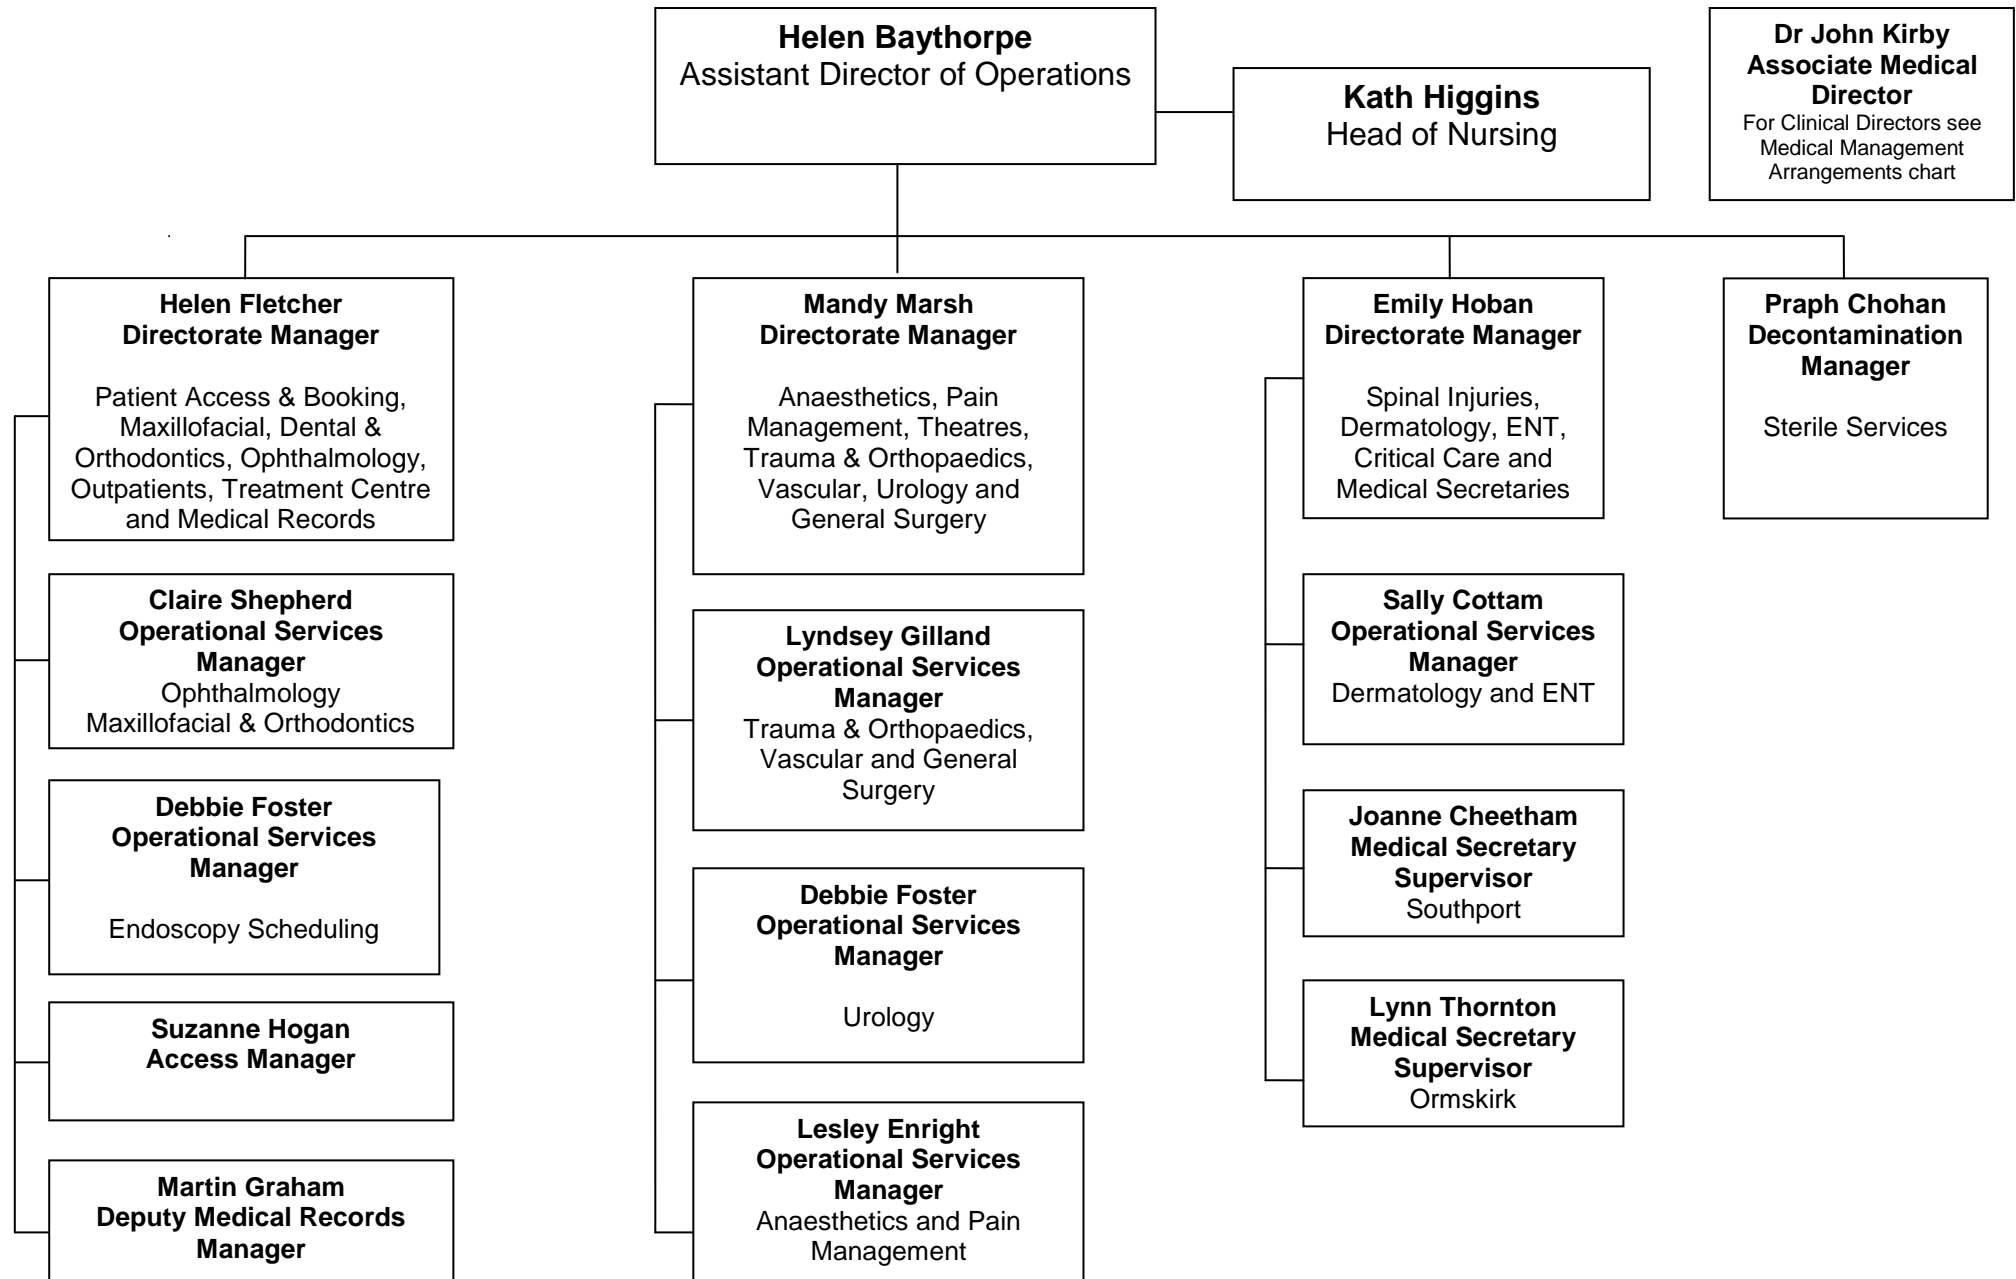 Helen Baythorpe
Assistant Director of Operations
Kath Higgins
Head of Nursing
Dr John Kirby
Associate Medical
Director
For Clinical Directors see
Medical Management
Arrangements chart
Helen Fletcher
Directorate Manager
Patient Access & Booking,
Maxillofacial, Dental &
Orthodontics, Ophthalmology,
Outpatients, Treatment Centre
and Medical Records
Claire Shepherd
Operational Services
Manager
Ophthalmology
Maxillofacial & Orthodontics
Debbie Foster
Operational Services
Manager
Endoscopy Scheduling
Suzanne Hogan
Access Manager
Martin Graham
Deputy Medical Records
Manager
Mandy Marsh
Directorate Manager
Anaesthetics, Pain
Management, Theatres,
Trauma & Orthopaedics,
Vascular, Urology and
General Surgery
Lyndsey Gilland
Operational Services
Manager
Trauma & Orthopaedics,
Vascular and General
Surgery
Debbie Foster
Operational Services
Manager
Urology
Lesley Enright
Operational Services
Manager
Anaesthetics and Pain
Management
Emily Hoban
Directorate Manager
Spinal Injuries,
Dermatology, ENT,
Critical Care and
Medical Secretaries
Sally Cottam
Operational Services
Manager
Dermatology and ENT
Joanne Cheetham
Medical Secretary
Supervisor
Southport
Lynn Thornton
Medical Secretary
Supervisor
Ormskirk
Praph Chohan
Decontamination
Manager
Sterile Services